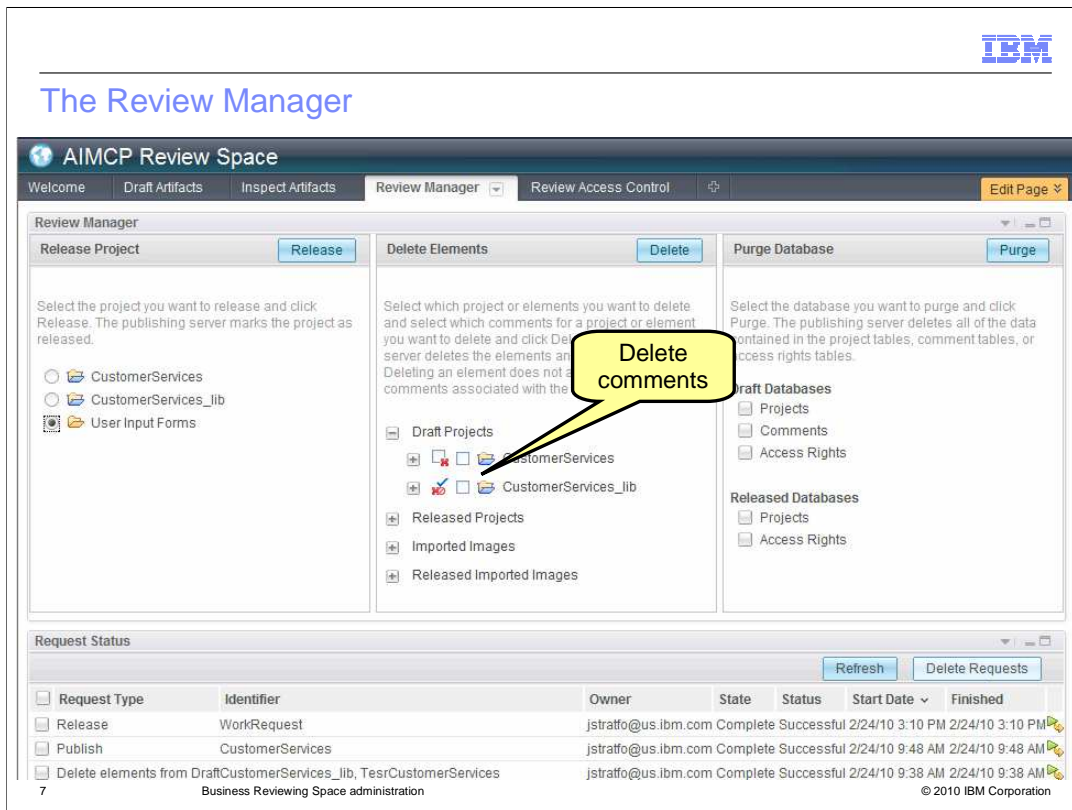 IBM
The Review Manager
AIMCP Review Space
Welcome Draft Artifacts Inspect Artifacts Review Manager Review Access Control Edit Page
Review Manager
Release Project Release
Select the project you want to release and click
Release. The publishing server marks the project as
released.
CustomerServices
CustomerServices_lib
User Input Forms
Delete Elements Delete
Select which project or elements you want to delete
and select which comments for a project or element
you want to delete and click
server deletes the elements
Deleting an element does not
comments associated with the
Delete
comments
Draft Projects
CustomerServices
CustomerServices_lib
Released Projects
Imported Images
Released Imported Images
Purge Database Purge
Select the database you want to purge and click
Purge. The publishing server deletes all of the data
contained in the project tables, comment tables, or
access rights tables.
Draft Databases
Projects
Comments
Access Rights
Released Databases
Projects
Access Rights
Request Status
Refresh Delete Requests
Request Type Identifier Owner State Status Start Date Finished
Release WorkRequest jstratfo@us.ibm.com Complete Successful 2/24/10 3:10 PM 2/24/10 3:10 PM
Publish CustomerServices jstratfo@us.ibm.com Complete Successful 2/24/10 9:48 AM 2/24/10 9:48 AM
Delete elements from DraftCustomerServices_lib, TesrCustomerServices jstratfo@us.ibm.com Complete Successful 2/24/10 9:38 AM 2/24/10 9:38 AM
7 Business Reviewing Space administration © 2010 IBM Corporation